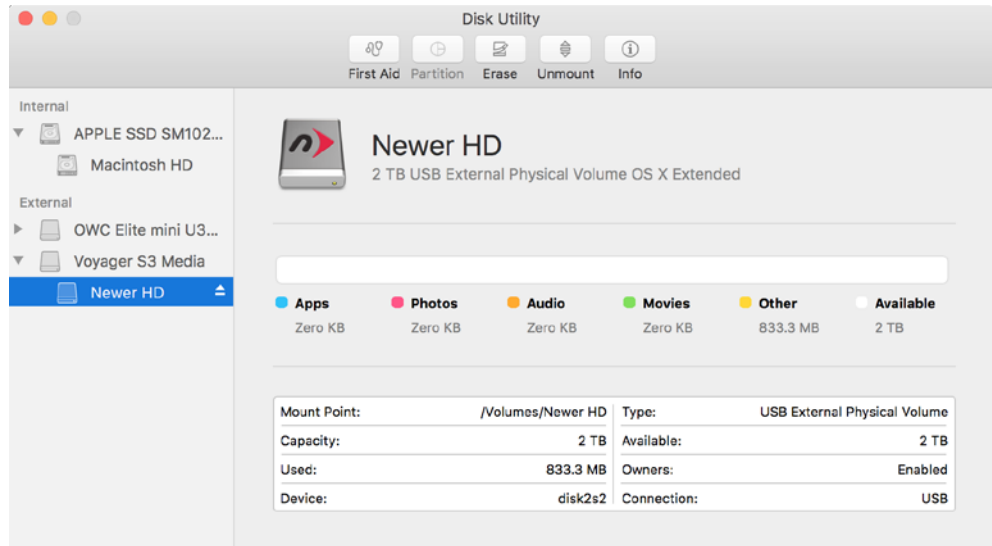 Disk Utility
First Aid Partition Erase Unmount Info
Internal
APPLE SSD SM102...
Macintosh HD
External
OWC Elite mini U3...
Voyager S3 Media
Newer HD
Newer HD
2 TB USB External Physical Volume OS X Extended
Apps Photos Audio Movies Other Available
Zero KB Zero KB Zero KB Zero KB 833.3 MB 2 TB
Mount Point: /Volumes/Newer HD Type: USB External Physical Volume
Capacity: 2 TB Available: 2 TB
Used: 833.3 MB Owners: Enabled
Device: disk2s2 Connection: USB